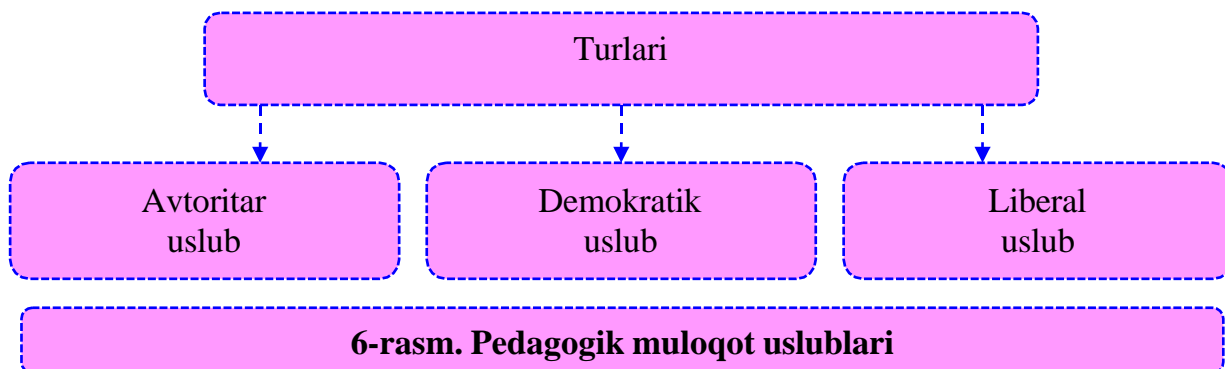 Turlari
Avtoritar
uslub
Demokratik
uslub
Liberal
uslub
6-rasm. Pedagogik muloqot uslublari